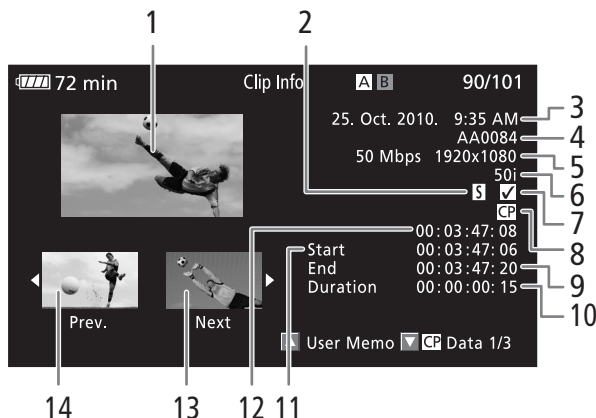 1
2
72 min Clip Info A B 90/101
25. Oct. 2010. 9:35 AM 3
AA0084 4
50 Mbps 1920x1080 5
50i 6
S ✓ 7
CP 8
12 00:03:47:08
11 Start 00:03:47:06
End 00:03:47:20 9
Duration 00:00:00:15 10
Prev. Next
User Memo CP Data 1/3
14 13 12 11